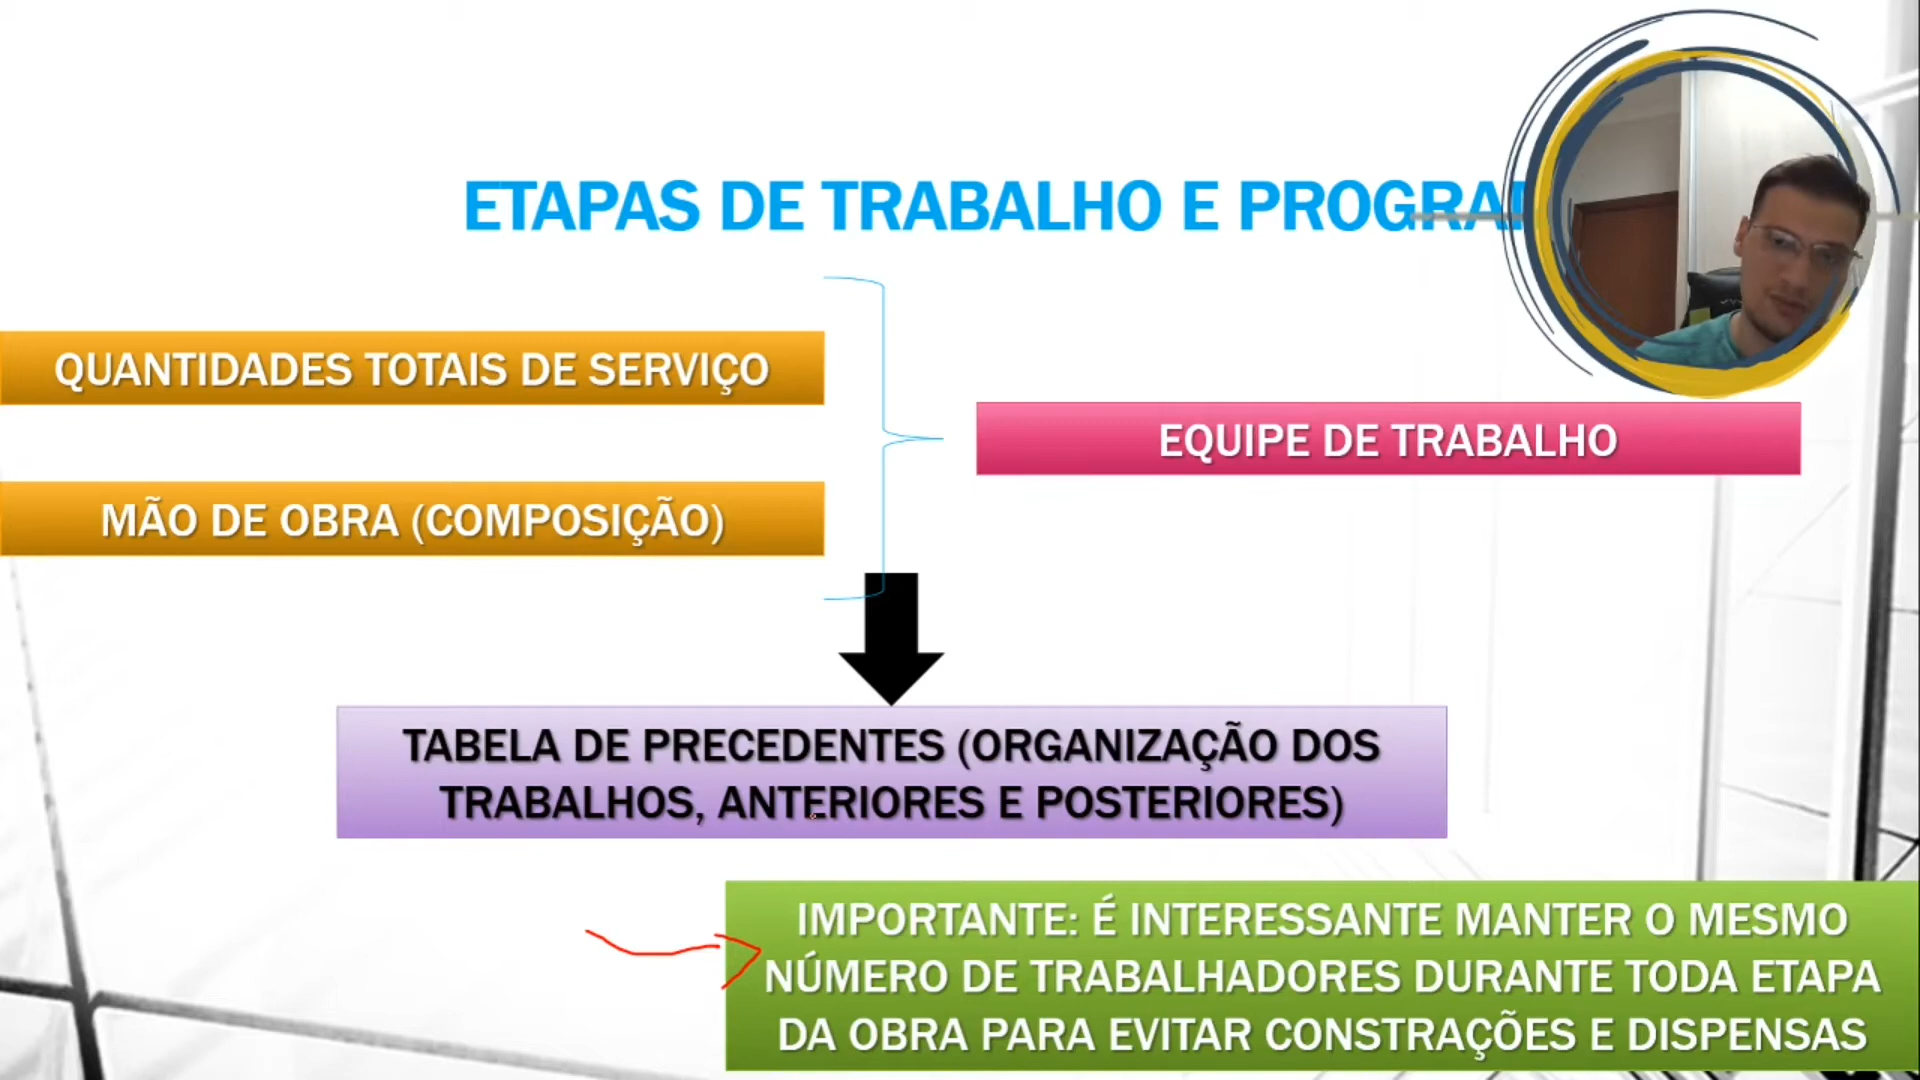 ETAPAS DE TRABALHO E
QUANTIDADES TOTAIS DE SERVIÇO
EQUIPE DE TRABALHO
MÃO DE OBRA (COMPOSIÇÃO)
TABELA DE PRECEDENTES (ORGANIZAÇÃO DOS
TRABALHOS, ANTERIORES E POSTERIORES)
IMPORTANTE: É INTERESSANTE MANTER O MESMO
NÚMERO DE TRABALHADORES DURANTE TODA ETAPA
DA OBRA PARA EVITAR CONSTRAÇÕES E DISPENSAS